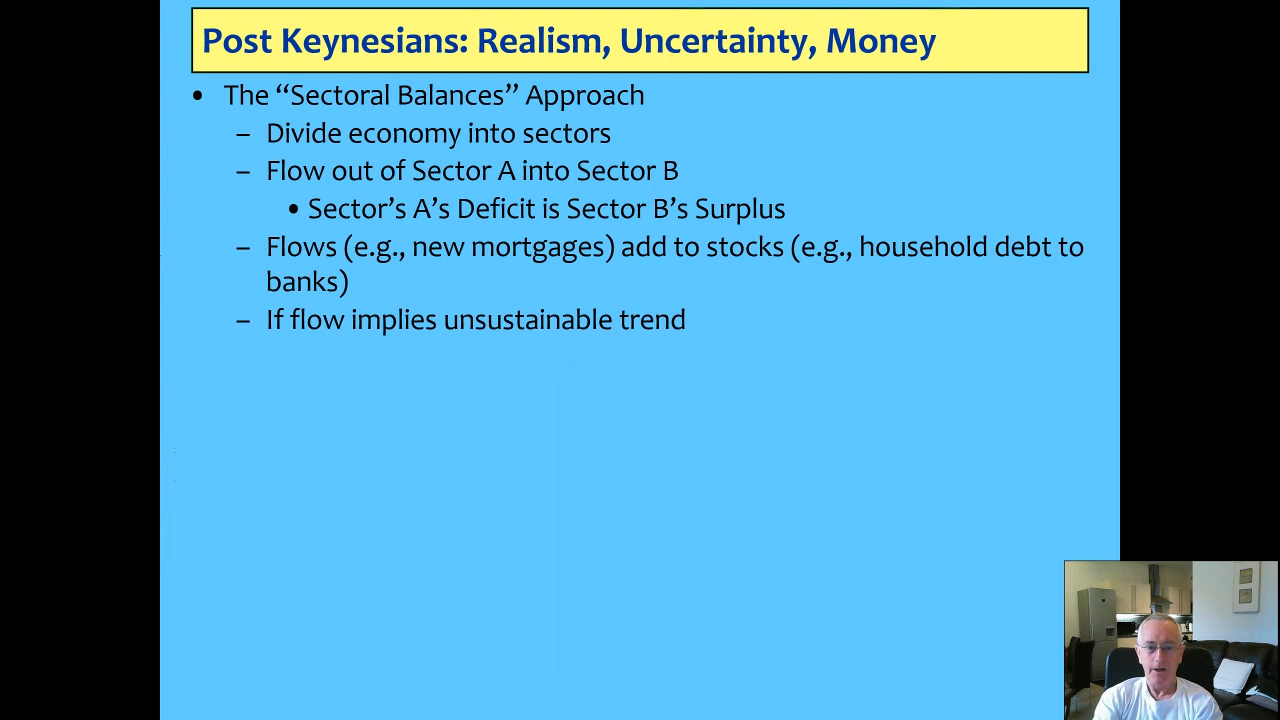 Post Keynesians: Realism, Uncertainty, Money
• The “Sectoral Balances” Approach
– Divide economy into sectors
– Flow out of Sector A into Sector B
• Sector’s A’s Deficit is Sector B’s Surplus
– Flows (e.g., new mortgages) add to stocks (e.g., household debt to
banks)
– If flow implies unsustainable trend